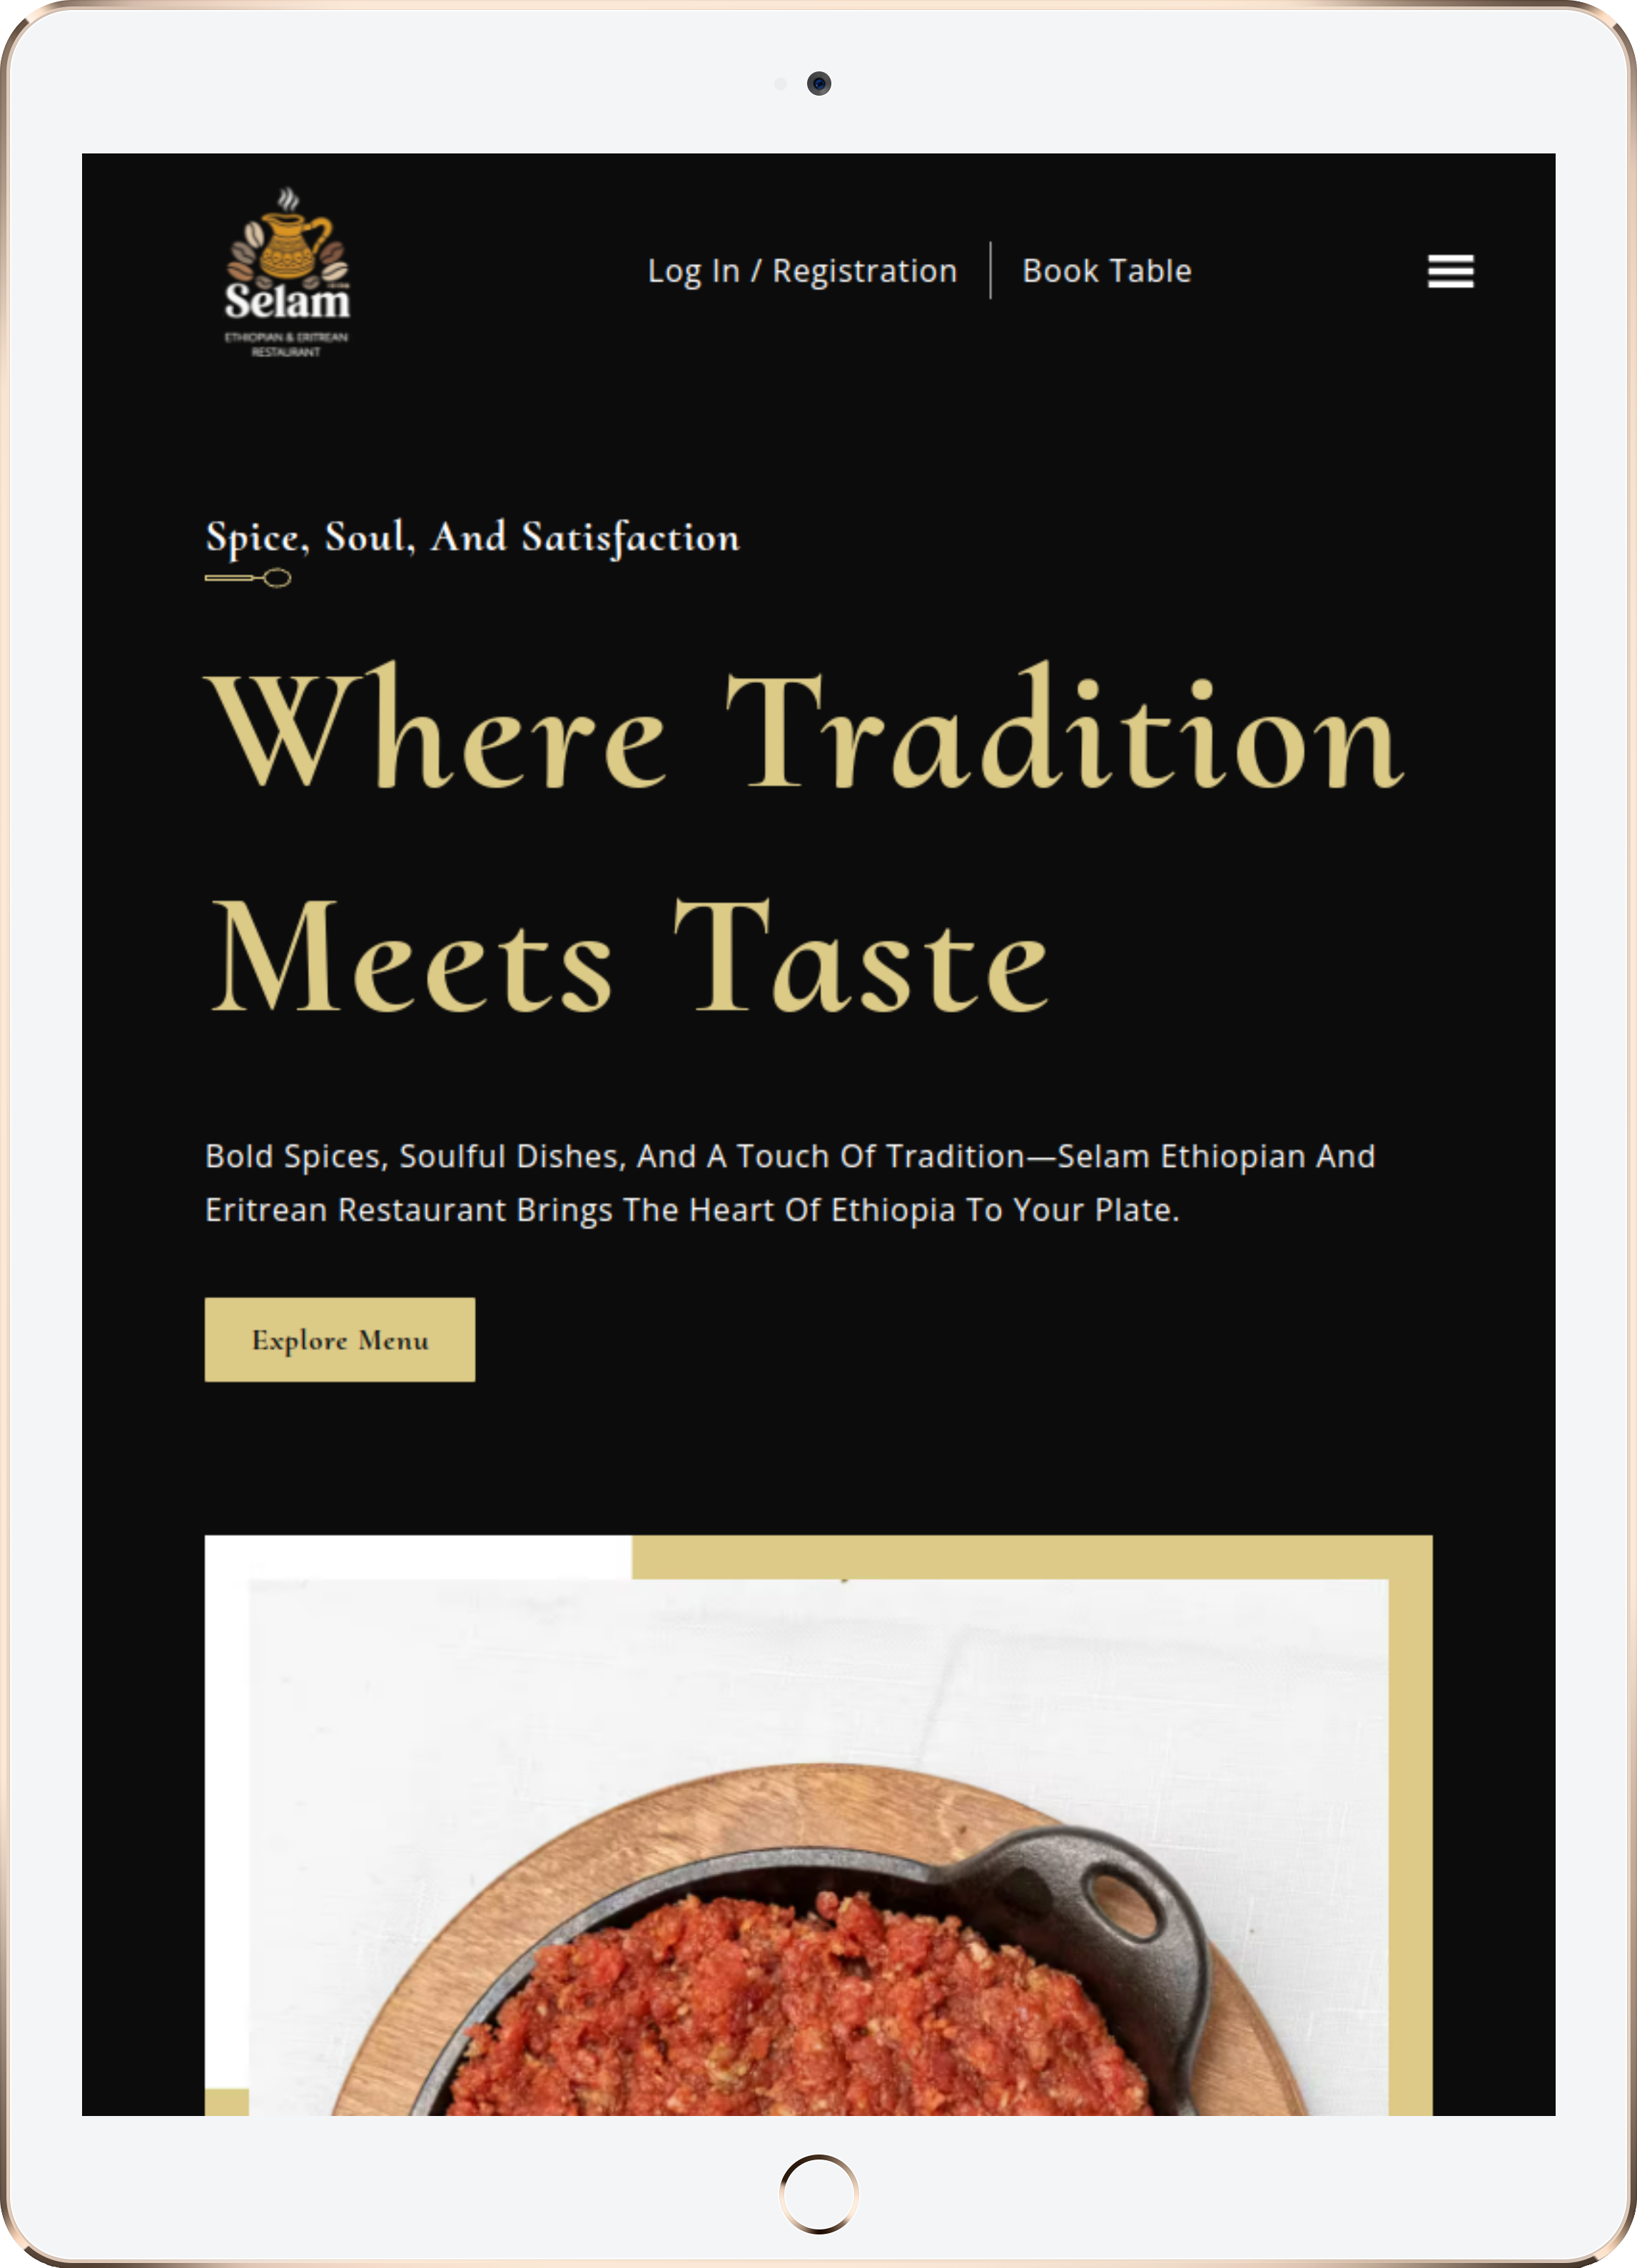 Selam
ETHIOPIAN & ERITREAN
RESTAURANT
Log In / Registration
Book Table
Spice, Soul, And Satisfaction
Where Tradition
Meets Taste
Bold Spices, Soulful Dishes, And A Touch Of Tradition—Selam Ethiopian And
Eritrean Restaurant Brings The Heart Of Ethiopia To Your Plate.
Explore Menu